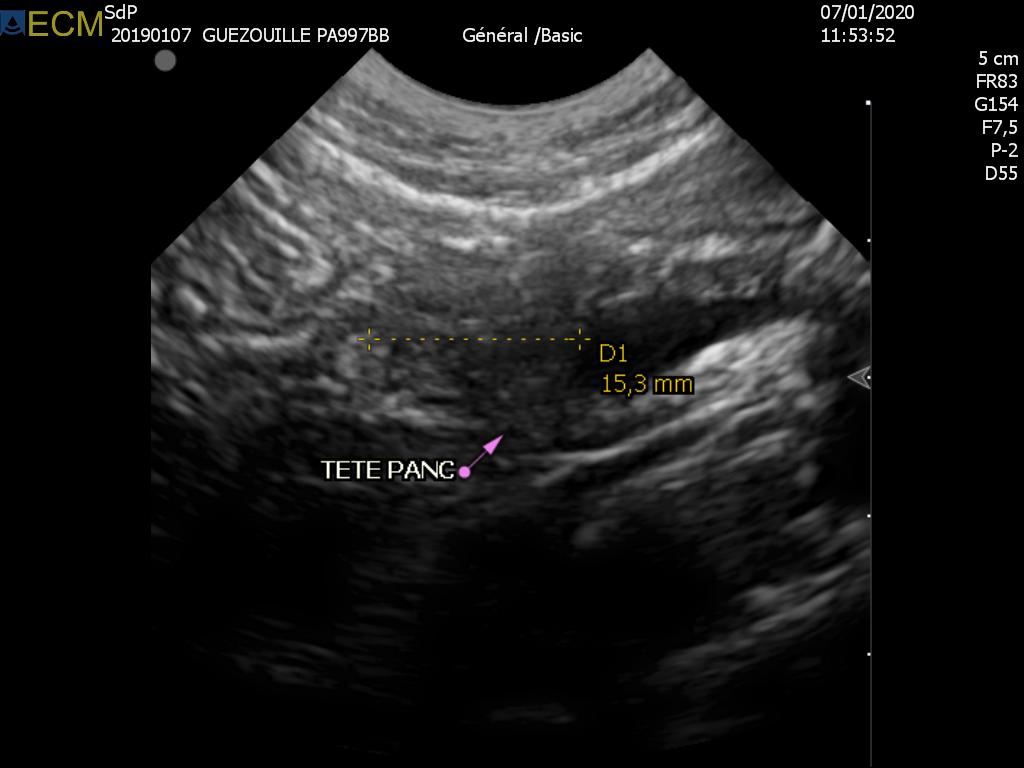 ECM SdP
20190107 GUEZOUILLE PA997BB
Général /Basic
07/01/2020
11:53:52
5 cm
FR83
G154
F7,5
P-2
D55
D1
15,3 mm
TETE PANC